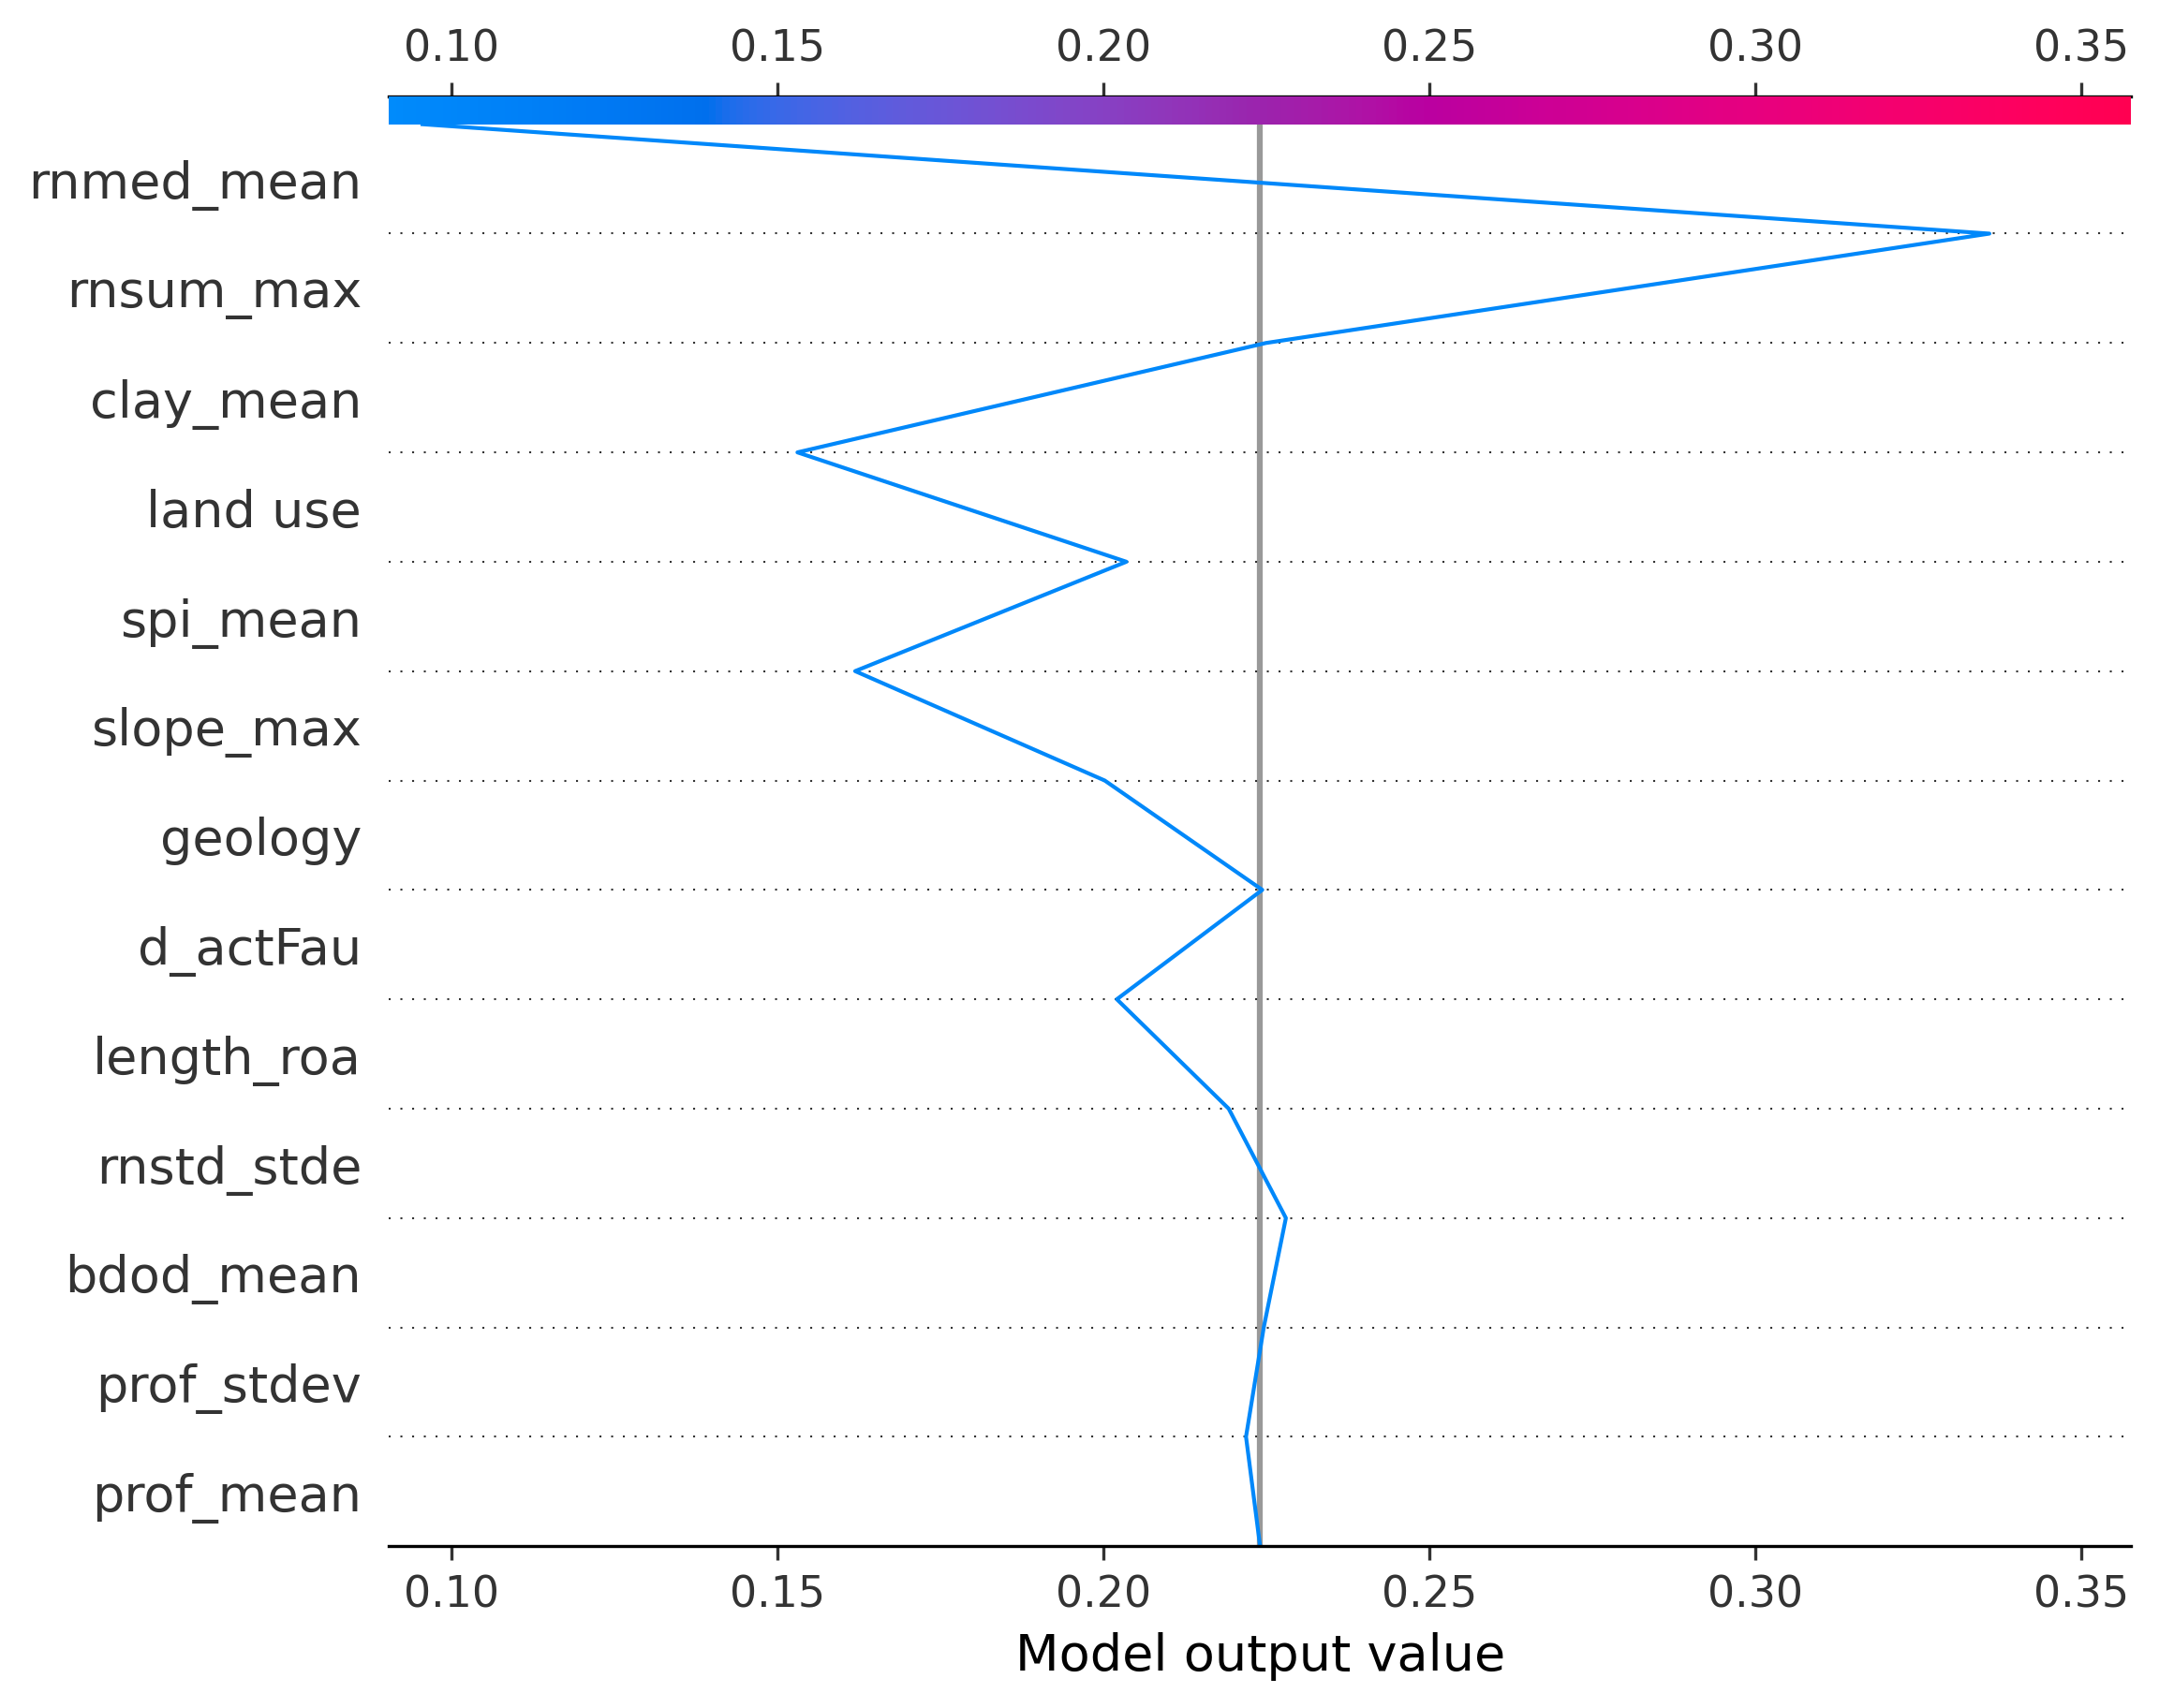 0.10 0.15 0.20 0.25 0.30 0.35
rnmed_mean
rnsum_max
clay_mean
land use
spi_mean
slope_max
geology
d_actFau
length_roa
rnstd_stde
bdod_mean
prof_stdev
prof_mean
0.10 0.15 0.20 0.25 0.30 0.35
Model output value